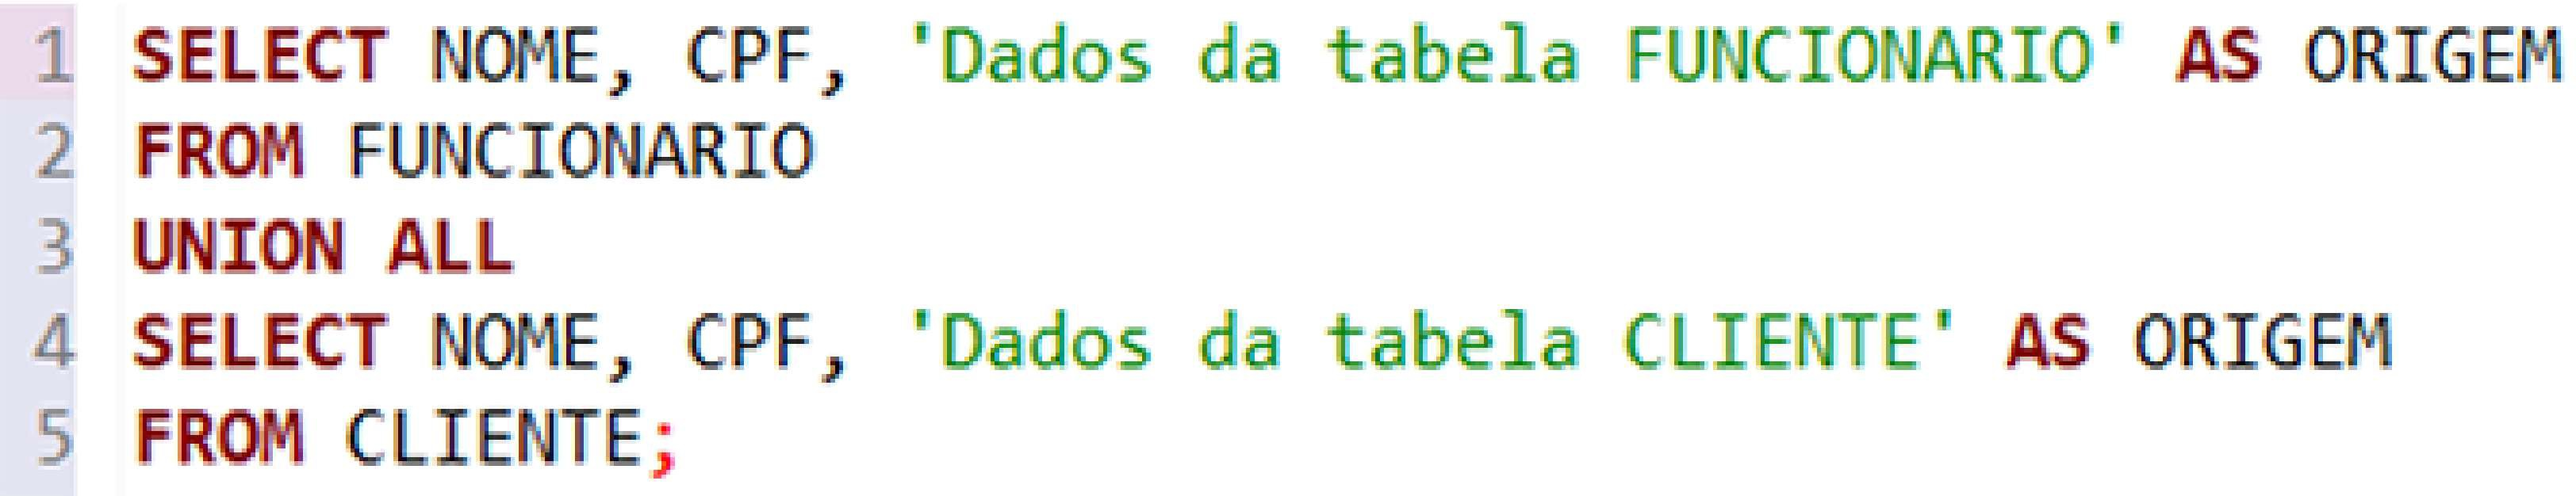 1 SELECT NOME, CPF, 'Dados da tabela FUNCIONARIO' AS ORIGEM
2 FROM FUNCIONARIO
3 UNION ALL
4 SELECT NOME, CPF, 'Dados da tabela CLIENTE' AS ORIGEM
5 FROM CLIENTE;